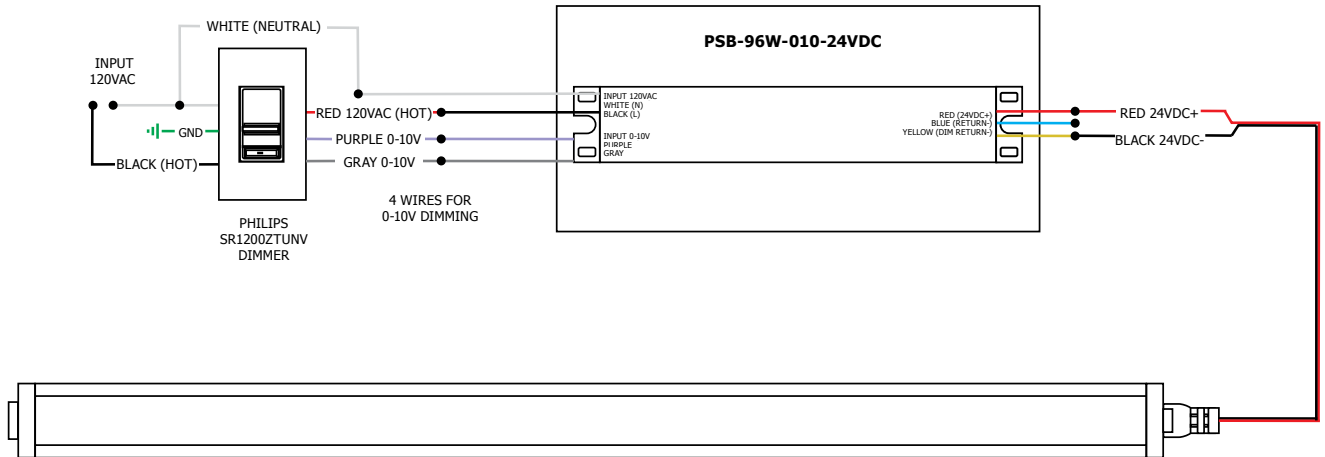 WHITE (NEUTRAL)
PSB-96W-010-24VDC
INPUT
120VAC
GND
BLACK (HOT)
RED 120VAC (HOT)
PURPLE 0-10V
GRAY 0-10V
4 WIRES FOR
0-10V DIMMING
PHILIPS
SR1200ZTUNV
DIMMER
INPUT 120VAC
WHITE (N)
BLACK (L)
INPUT 0-10V
PURPLE
GRAY
RED (24VDC+)
BLUE (RETURN-)
YELLOW (DIM RETURN-)
RED 24VDC+
BLACK 24VDC-